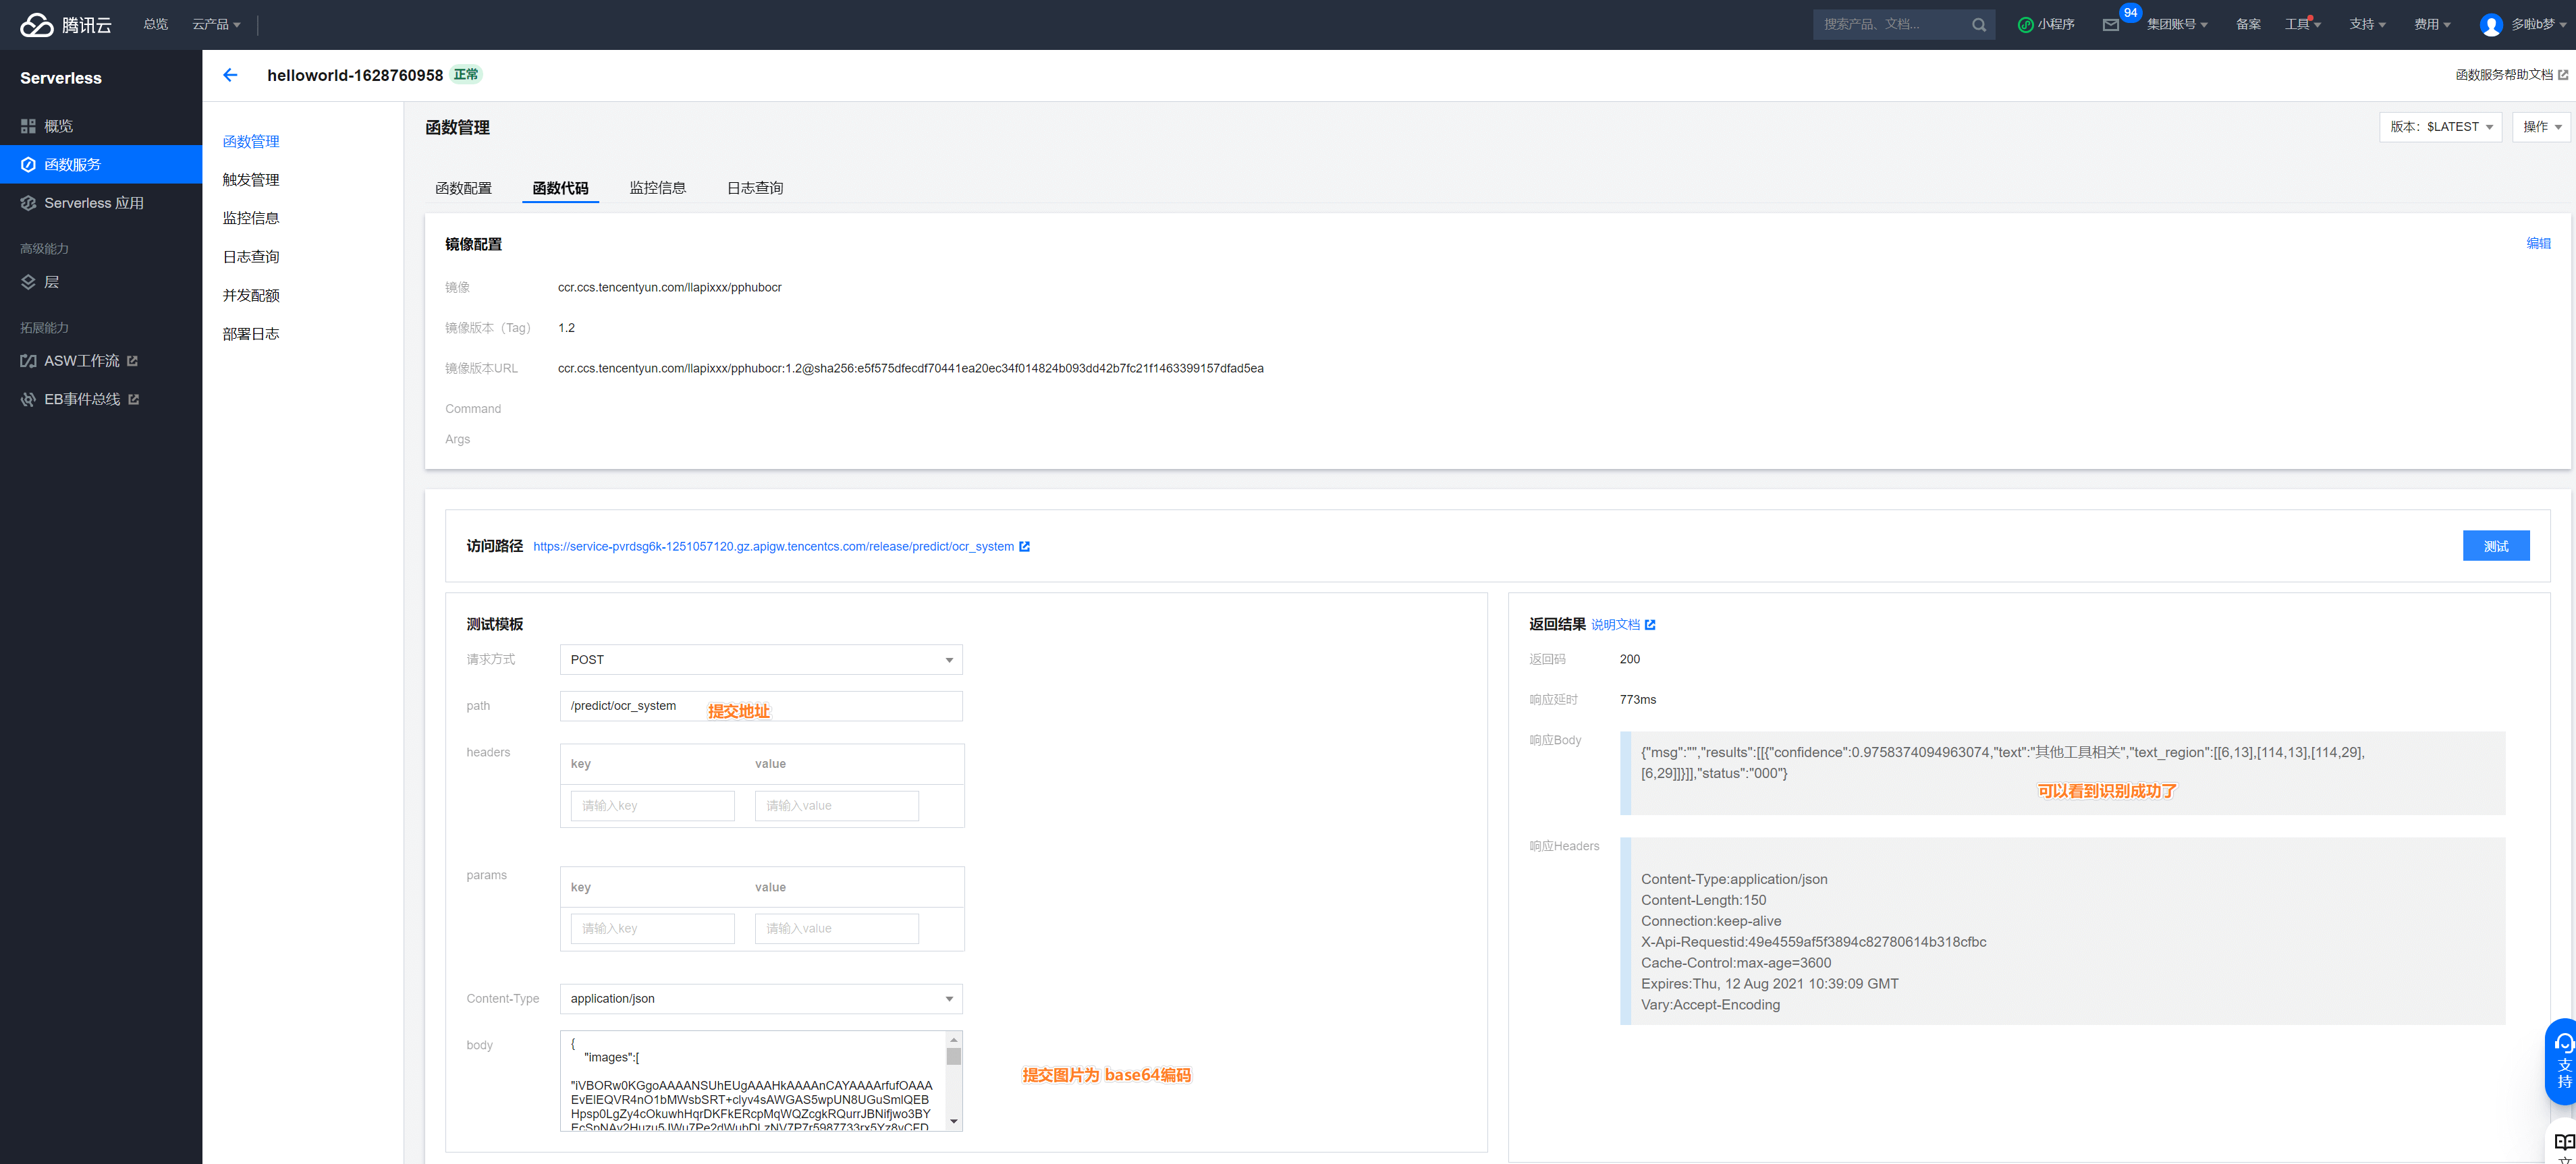 腾讯云 总览 云产品 搜索产品、文档... 小程序 94 集团账号 备案 工具 支持 费用 多啦b梦
Serverless
概览
函数服务
Serverless 应用
高级能力
层
拓展能力
ASW工作流
EB事件总线
helloworld-1628760958 正常 函数服务帮助文档
函数管理
触发管理
监控信息
日志查询
并发配额
部署日志
函数管理 版本：$LATEST 操作
函数配置 函数代码 监控信息 日志查询
镜像配置 编辑
镜像 ccr.ccs.tencentyun.com/llapixxx/pphubocr
镜像版本（Tag） 1.2
镜像版本URL ccr.ccs.tencentyun.com/llapixxx/pphubocr:1.2@sha256:e5f575dfecdf70441ea20ec34f014824b093dd42b7fc21f1463399157dfad5ea
Command
Args
访问路径 https://service-pvrdsg6k-1251057120.gz.apigw.tencentcs.com/release/predict/ocr_system 测试
测试模板
请求方式 POST
path /predict/ocr_system 提交地址
headers key value
请输入key 请输入value
params key value
请输入key 请输入value
Content-Type application/json
body {
"images":[
"iVBORw0KGgoAAAANSUhEUgAAAHkAAAAnCAYAAAArfufOAAA
EvElEQVR4nO1bMWsbSRT+clyv4sAWGAS5wpUN8UGuSmlQEB
Hpsp0LgZy4cOkuwhHqrDKFkERcpMqWQZcgkRQurrJBNifjwo3BY
提交图片为 base64编码
返回结果 说明文档
返回码 200
响应延时 773ms
响应Body {"msg":"","results":[[{"confidence":0.9758374094963074,"text":"其他工具相关","text_region":[[6,13],[114,13],[114,29],
[6,29]]}]],"status":"000"}
可以看到识别成功了
响应Headers
Content-Type:application/json
Content-Length:150
Connection:keep-alive
X-Api-Requestid:49e4559af5f3894c82780614b318cfbc
Cache-Control:max-age=3600
Expires:Thu, 12 Aug 2021 10:39:09 GMT
Vary:Accept-Encoding
支持